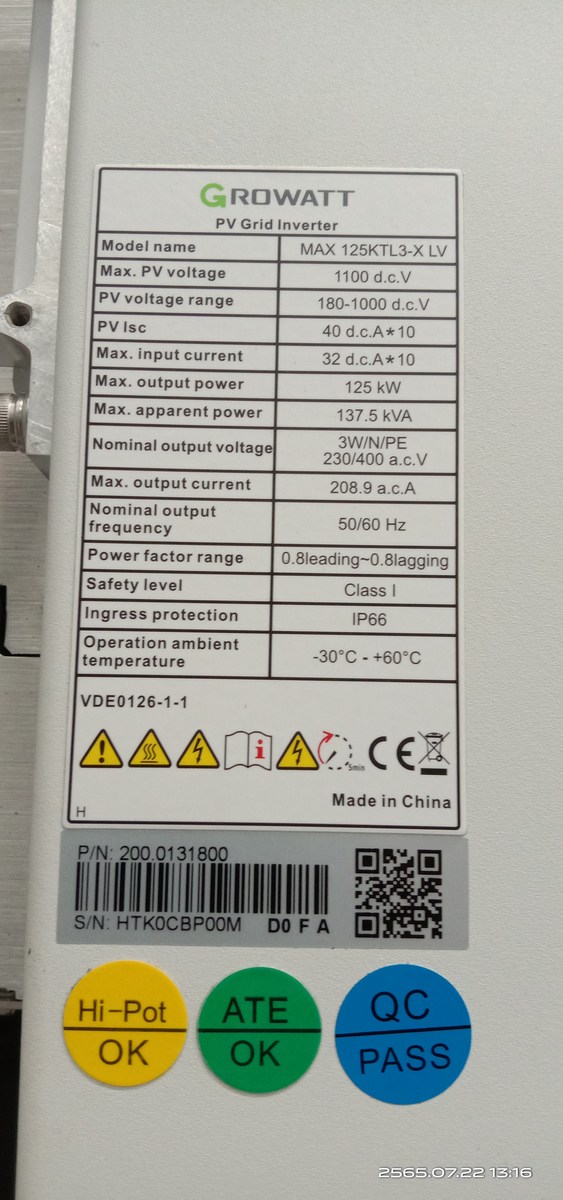 GROWATT
PV Grid Inverter
Model name MAX 125KTL3-X LV
Max. PV voltage 1100 d.c.V
PV voltage range 180-1000 d.c.V
PV Isc 40 d.c.A*10
Max. input current 32 d.c.A*10
Max. output power 125 kW
Max. apparent power 137.5 kVA
Nominal output voltage 3W/N/PE
230/400 a.c.V
Max. output current 208.9 a.c.A
Nominal output
frequency 50/60 Hz
Power factor range 0.8leading~0.8lagging
Safety level Class I
Ingress protection IP66
Operation ambient
temperature -30°C - +60°C
VDE0126-1-1
5min
CE
Made in China
H
P/N: 200.0131800
S/N: HTK0CBP00M D0 F A
Hi-Pot
OK
ATE
OK
QC
PASS
2565.07.22 13:16